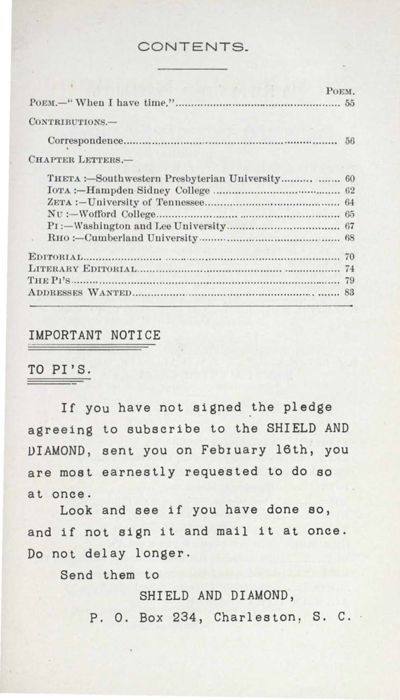 CONTENTS.
POEM.
POEM.—"When I have time."........ 55
CONTRIBUTIONS.—
Correspondence........ 56
CHAPTER LETTERS.—
THETA :—Southwestern Presbyterian University........ 60
IOTA :—Hampden Sidney College ........ 62
ZETA :—University of Tennessee........ 64
NU :—Wofford College........ 65
PI :—Washington and Lee University........ 67
RHO :—Cumberland University........ 68
EDITORIAL........ 70
LITERARY EDITORIAL........ 74
THE PI'S........ 79
ADDRESSES WANTED........ 83
IMPORTANT NOTICE
TO PI'S.
If you have not signed the pledge
agreeing to subscribe to the SHIELD AND
DIAMOND, sent you on February 16th, you
are most earnestly requested to do so
at once.
Look and see if you have done so,
and if not sign it and mail it at once.
Do not delay longer.
Send them to
SHIELD AND DIAMOND,
P. O. Box 234, Charleston, S. C.